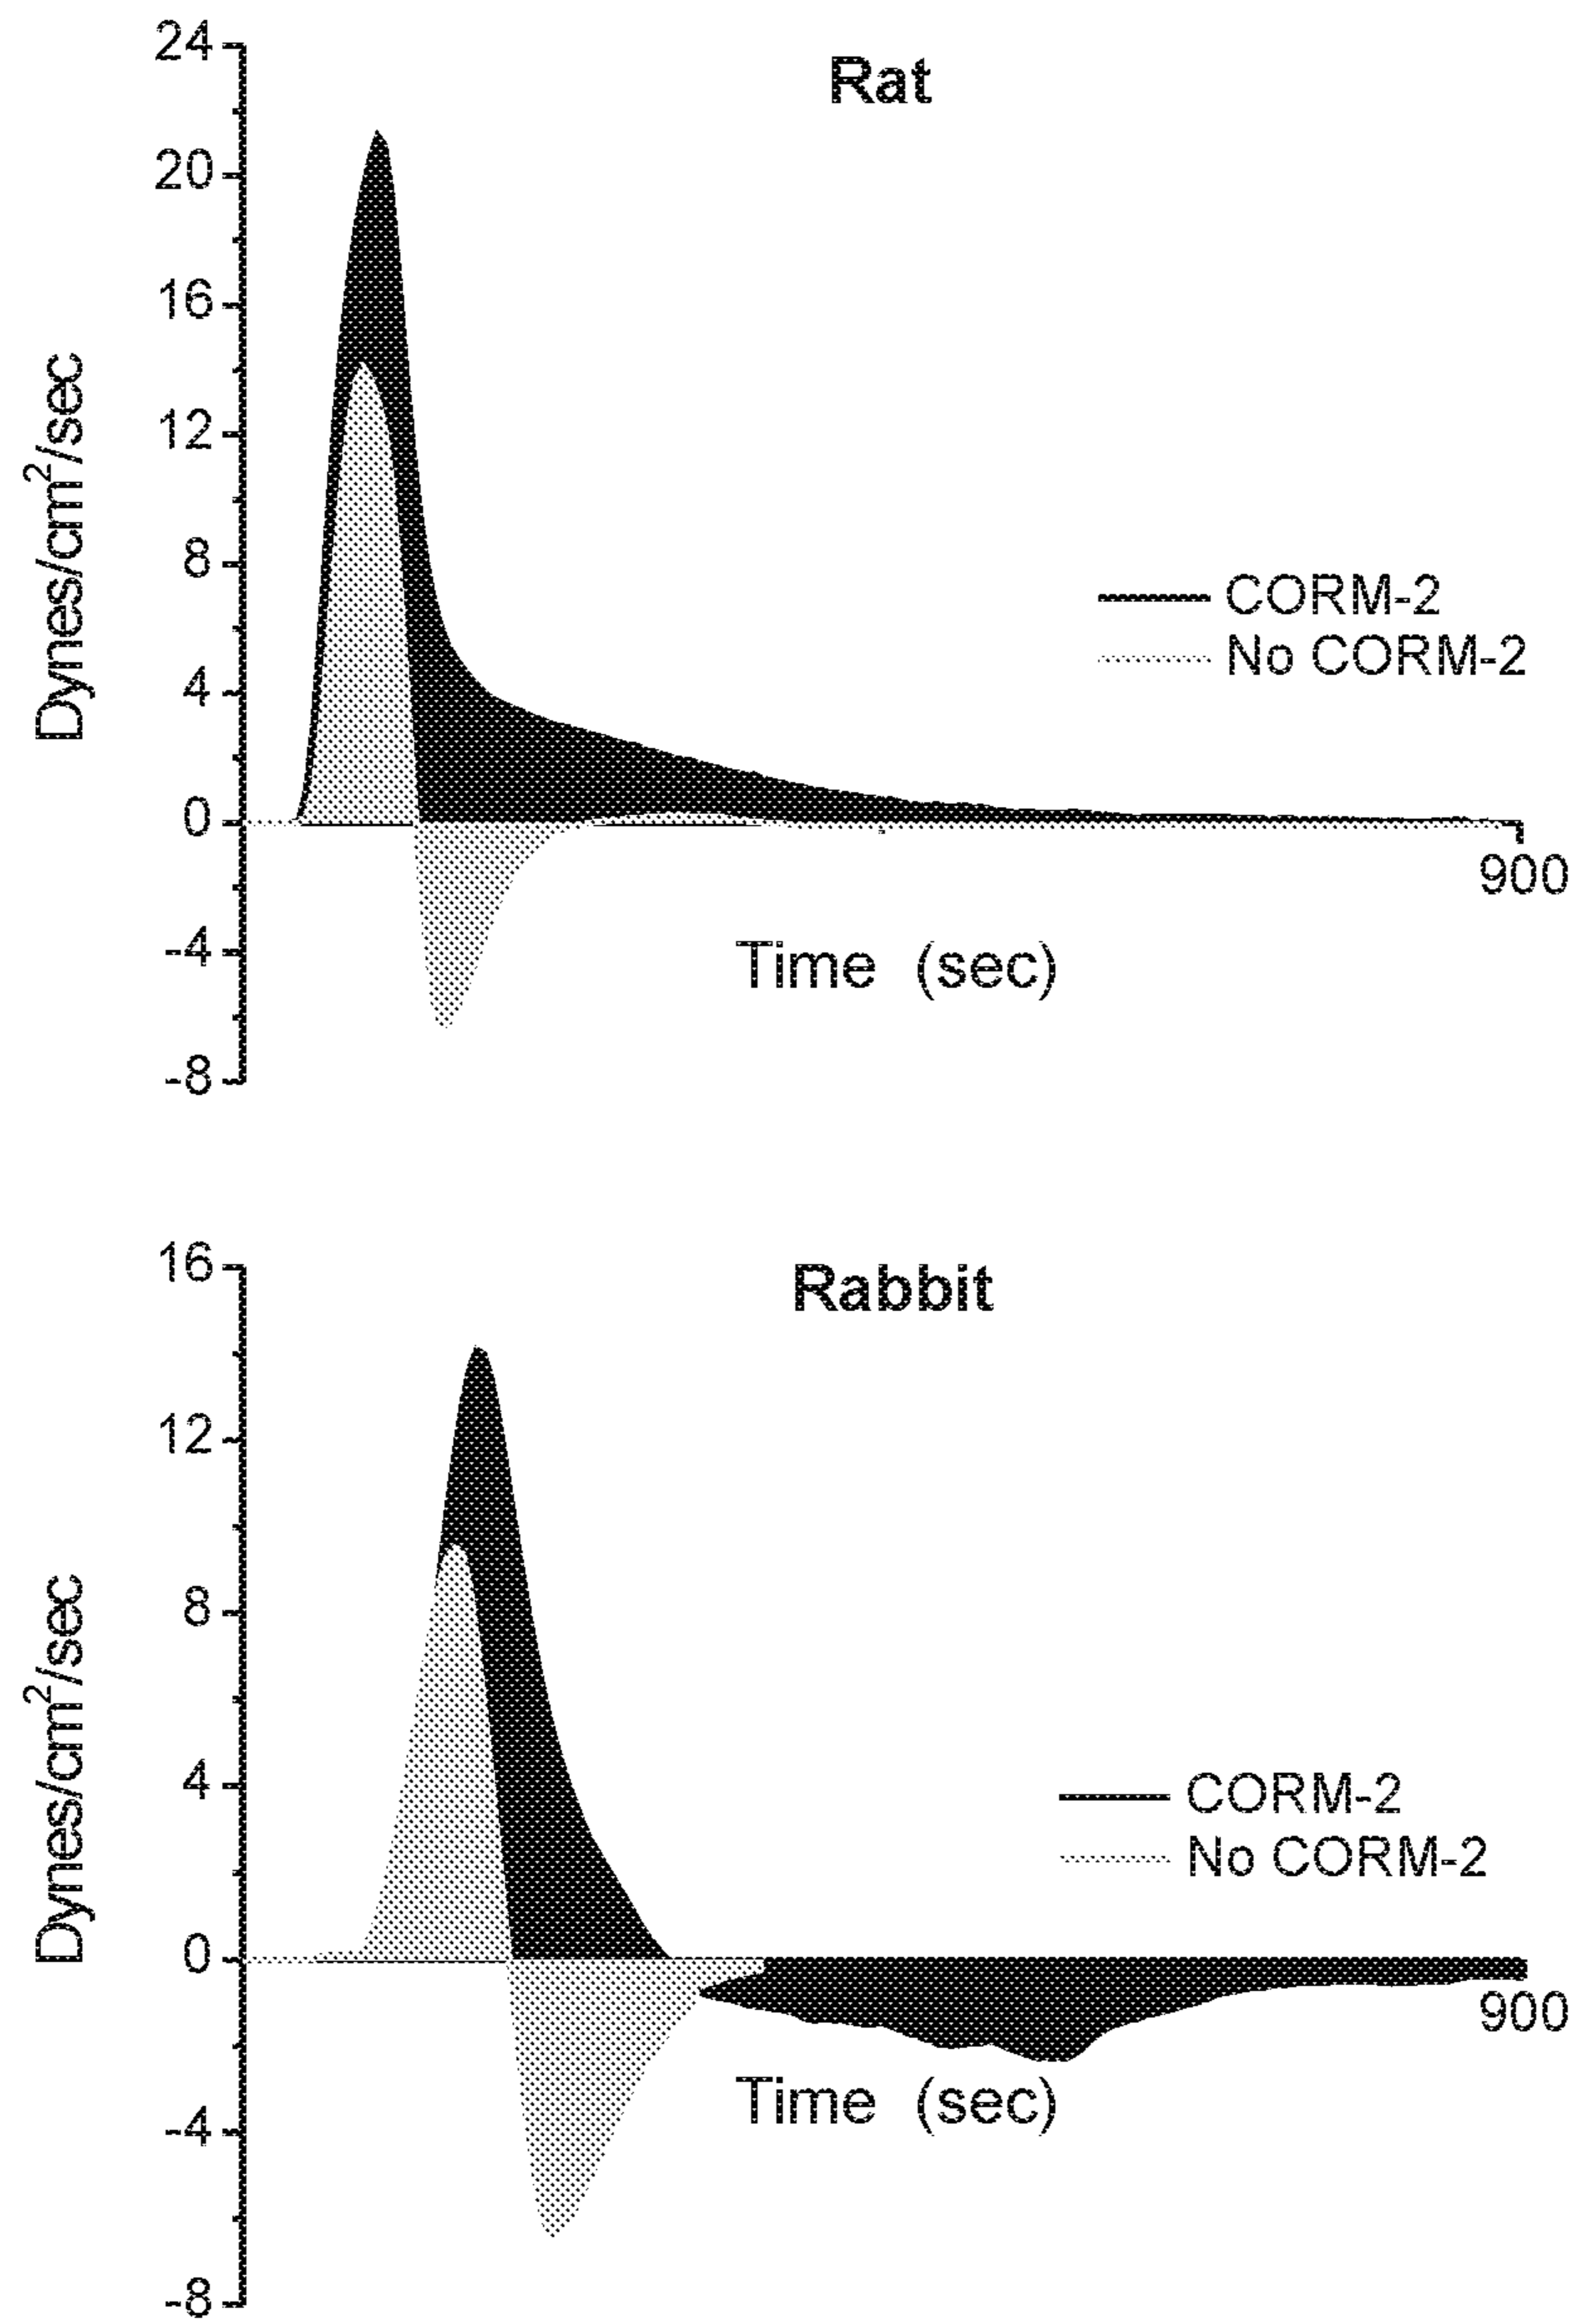 Rat
24
20
16
12
8
4
0
-4
-8
Dynes/cm²/sec
CORM-2
No CORM-2
900
Time (sec)
Rabbit
16
12
8
4
0
-4
-8
Dynes/cm²/sec
CORM-2
No CORM-2
900
Time (sec)